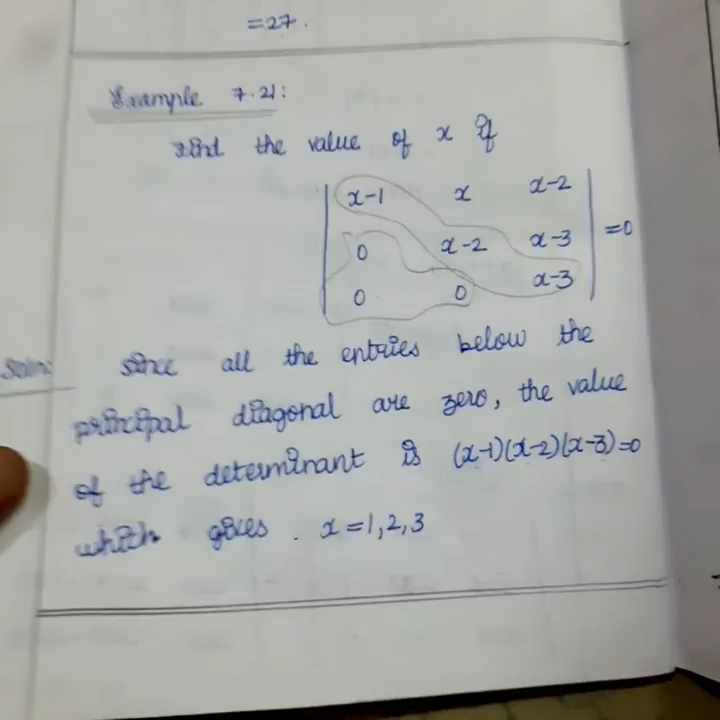 =27.
Example 7.21:
Find the value of x if
x-1 x x-2
0 x-2 x-3 =0
0 0 x-3
Soln:
Since all the entries below the
principal diagonal are zero, the value
of the determinant is (x-1)(x-2)(x-3)=0
which gives . x=1,2,3